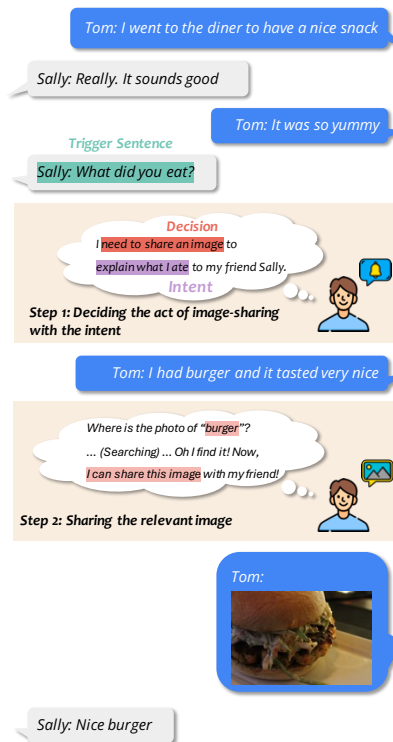 Tom: I went to the diner to have a nice snack
Sally: Really. It sounds good
Tom: It was so yummy
Trigger Sentence
Sally: What did you eat?
Decision
I need to share an image to
explain what I ate to my friend Sally.
Intent
Step 1: Deciding the act of image-sharing
with the intent
Tom: I had burger and it tasted very nice
Where is the photo of “burger”?
... (Searching) ... Oh I find it! Now,
I can share this image with my friend!
Step 2: Sharing the relevant image
Tom:
Sally: Nice burger